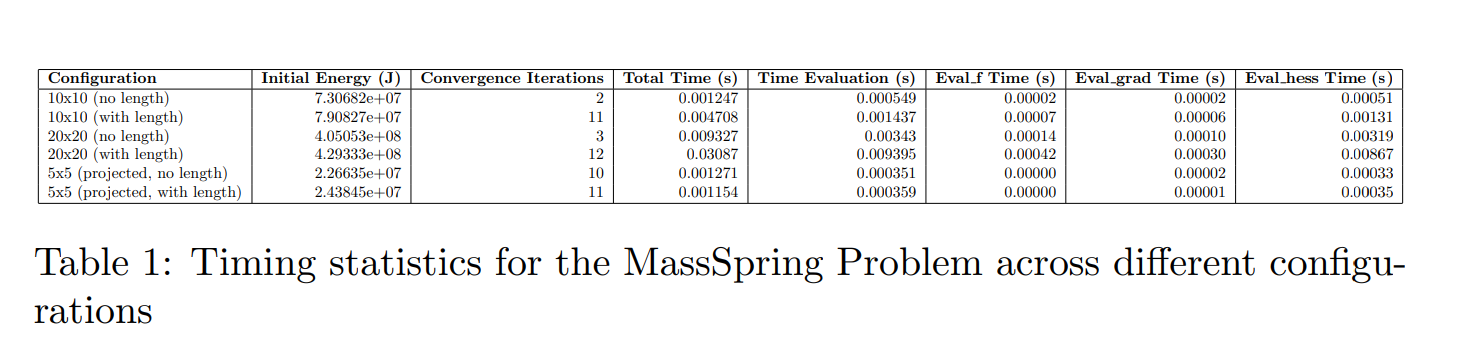 Configuration Initial Energy (J) Convergence Iterations Total Time (s) Time Evaluation (s) Eval_f Time (s) Eval_grad Time (s) Eval_hess Time (s)
10x10 (no length) 7.30682e+07 2 0.001247 0.000549 0.00002 0.00002 0.00051
10x10 (with length) 7.90827e+07 11 0.004708 0.001437 0.00007 0.00006 0.00131
20x20 (no length) 4.05053e+08 3 0.009327 0.00343 0.00014 0.00010 0.00319
20x20 (with length) 4.29333e+08 12 0.03087 0.009395 0.00042 0.00030 0.00867
5x5 (projected, no length) 2.26635e+07 10 0.001271 0.000351 0.00000 0.00002 0.00033
5x5 (projected, with length) 2.43845e+07 11 0.001154 0.000359 0.00000 0.00001 0.00035
Table 1: Timing statistics for the MassSpring Problem across different configu-
rations